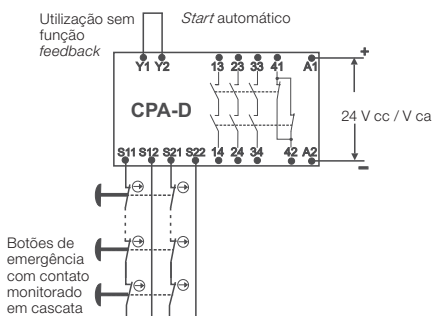 Utilização sem
função
feedback
Start automático
Y1 Y2 13 23 33 41 A1
+
CPA-D
24 V cc / V ca
S11 S12 S21 S22 14 24 34 42 A2
–
Botões de
emergência
com contato
monitorado
em cascata